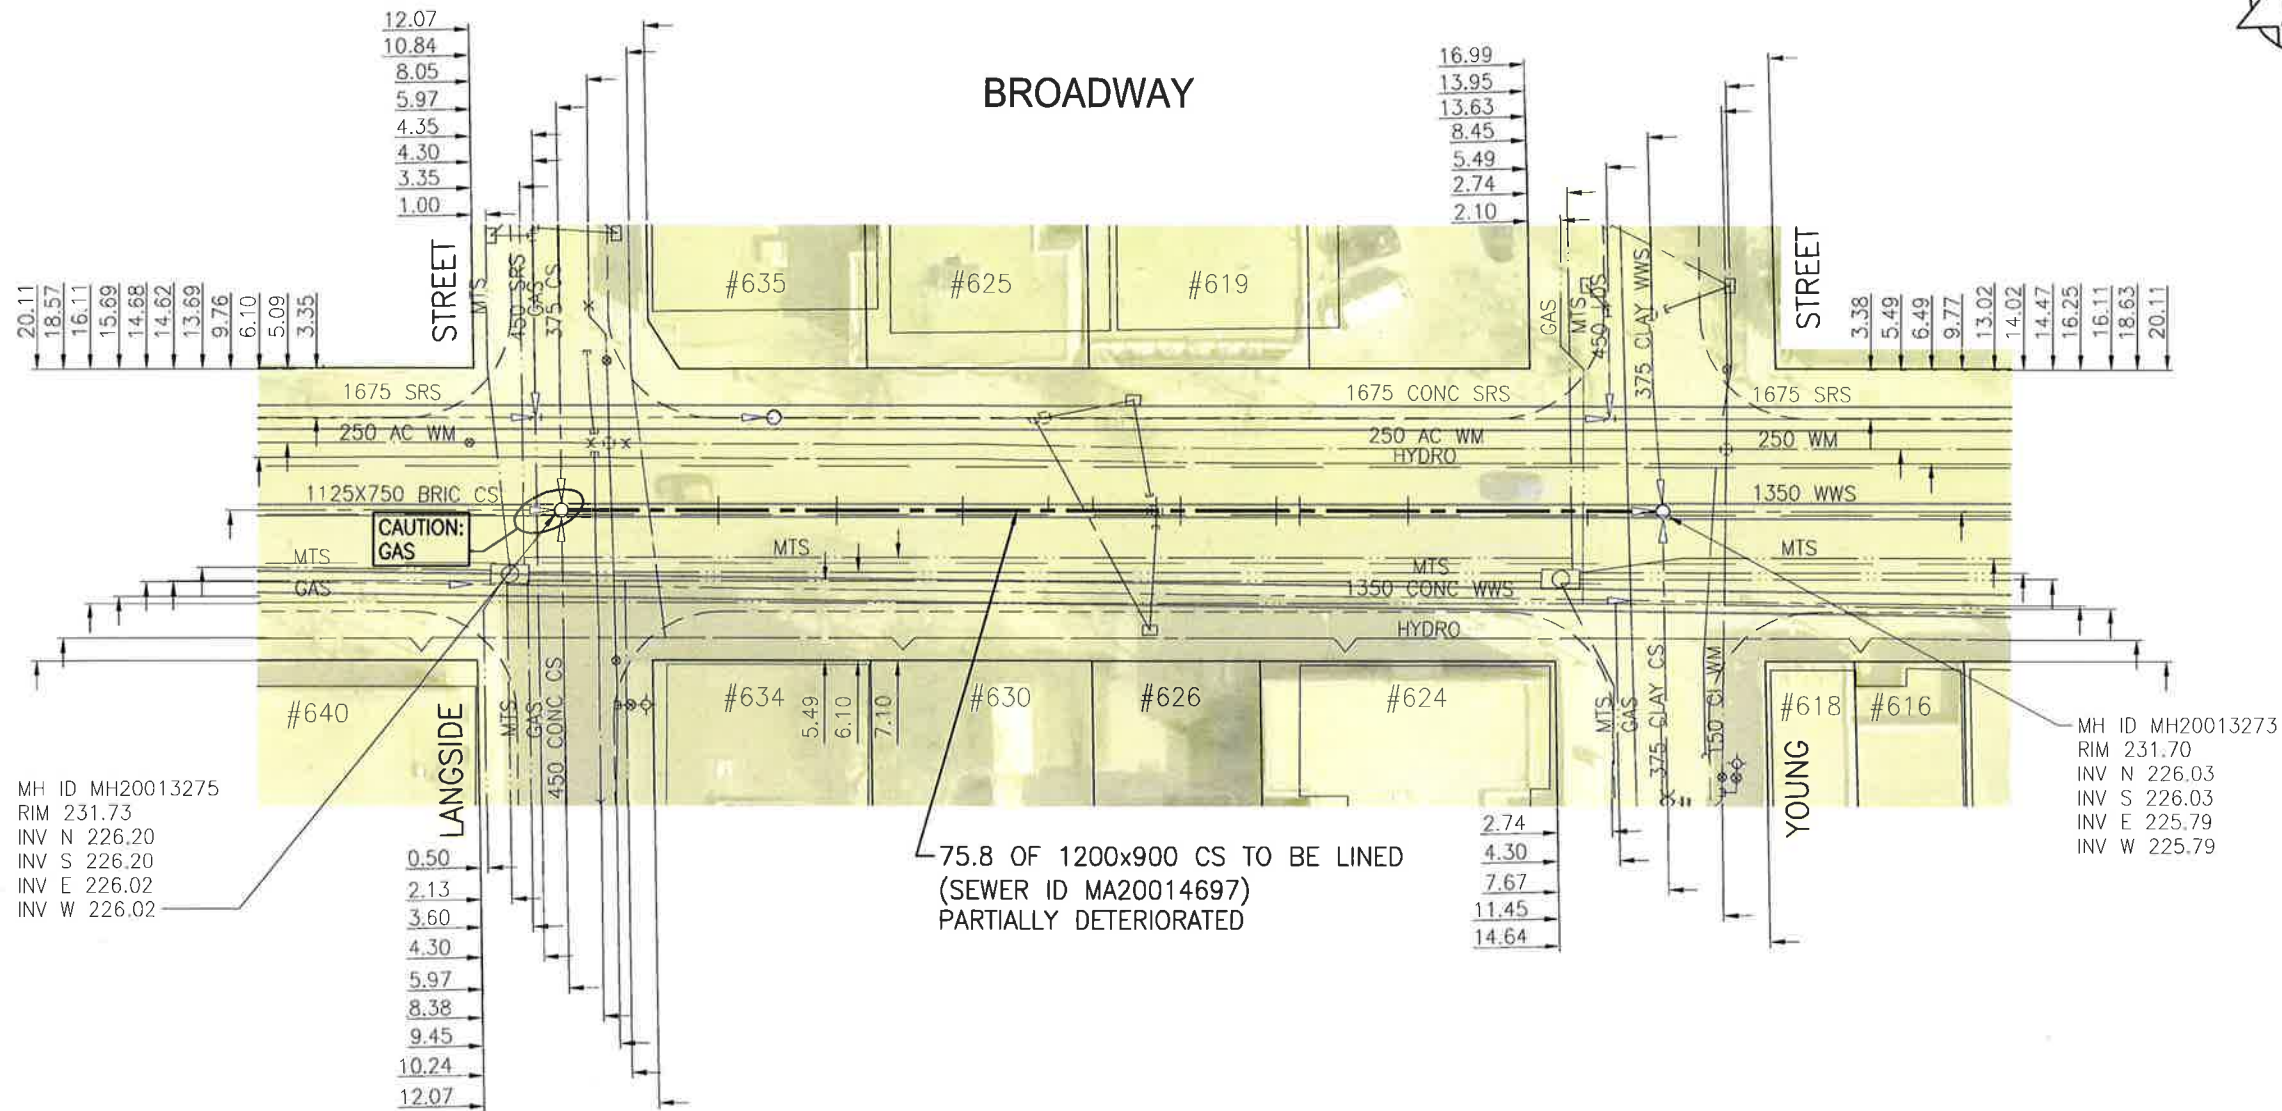 BROADWAY
12.07
10.84
8.05
5.97
4.35
4.30
3.35
1.00
16.99
13.95
13.63
8.45
5.49
2.74
2.10
20.11
18.57
16.11
15.69
14.68
14.62
13.69
9.76
6.10
5.09
3.35
STREET
MTS
450 SRS
GAS
375 CS
#635
#625
#619
GAS
MTS
450 LDS
375 CLAY WWS
STREET
3.38
5.49
6.49
9.77
13.02
14.02
14.47
16.25
16.11
18.63
20.11
1675 SRS
1675 CONC SRS
1675 SRS
250 AC WM
250 AC WM
250 WM
HYDRO
1125X750 BRIC CS
1350 WWS
CAUTION:
GAS
MTS
MTS
MTS
MTS
GAS
1350 CONC WWS
HYDRO
#640
LANGSIDE
MTS
GAS
450 CONC CS
#634
5.49
6.10
7.10
#630
#626
#624
MTS
GAS
375 CLAY CS
150 CI WM
#618
#616
YOUNG
MH ID MH20013275
RIM 231.73
INV N 226.20
INV S 226.20
INV E 226.02
INV W 226.02
MH ID MH20013273
RIM 231.70
INV N 226.03
INV S 226.03
INV E 225.79
INV W 225.79
75.8 OF 1200x900 CS TO BE LINED
(SEWER ID MA20014697)
PARTIALLY DETERIORATED
0.50
2.13
3.60
4.30
5.97
8.38
9.45
10.24
12.07
2.74
4.30
7.67
11.45
14.64